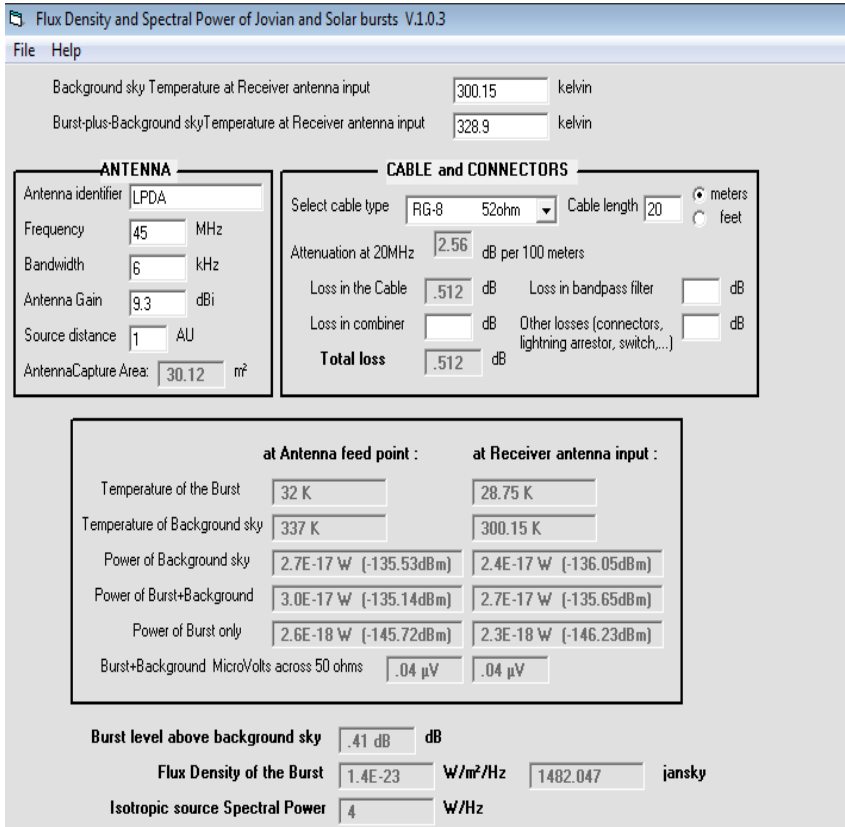 Flux Density and Spectral Power of Jovian and Solar bursts V.1.0.3
File Help
Background sky Temperature at Receiver antenna input 300.15 kelvin
Burst-plus-Background skyTemperature at Receiver antenna input 328.9 kelvin
ANTENNA
Antenna identifier LPDA
Frequency 45 MHz
Bandwidth 6 kHz
Antenna Gain 9.3 dBi
Source distance 1 AU
AntennaCapture Area: 30.12 m²
CABLE and CONNECTORS
Select cable type RG-8 52ohm Cable length 20 meters
feet
Attenuation at 20MHz 2.56 dB per 100 meters
Loss in the Cable .512 dB Loss in bandpass filter dB
Loss in combiner dB Other losses (connectors, dB
lightning arrestor, switch,...)
Total loss .512 dB
at Antenna feed point : at Receiver antenna input :
Temperature of the Burst 32 K 28.75 K
Temperature of Background sky 337 K 300.15 K
Power of Background sky 2.7E-17 W (-135.53dBm) 2.4E-17 W (-136.05dBm)
Power of Burst+Background 3.0E-17 W (-135.14dBm) 2.7E-17 W (-135.65dBm)
Power of Burst only 2.6E-18 W (-145.72dBm) 2.3E-18 W (-146.23dBm)
Burst+Background MicroVolts across 50 ohms .04 µV .04 µV
Burst level above background sky .41 dB dB
Flux Density of the Burst 1.4E-23 W/m²/Hz 1482.047 jansky
Isotropic source Spectral Power 4 W/Hz